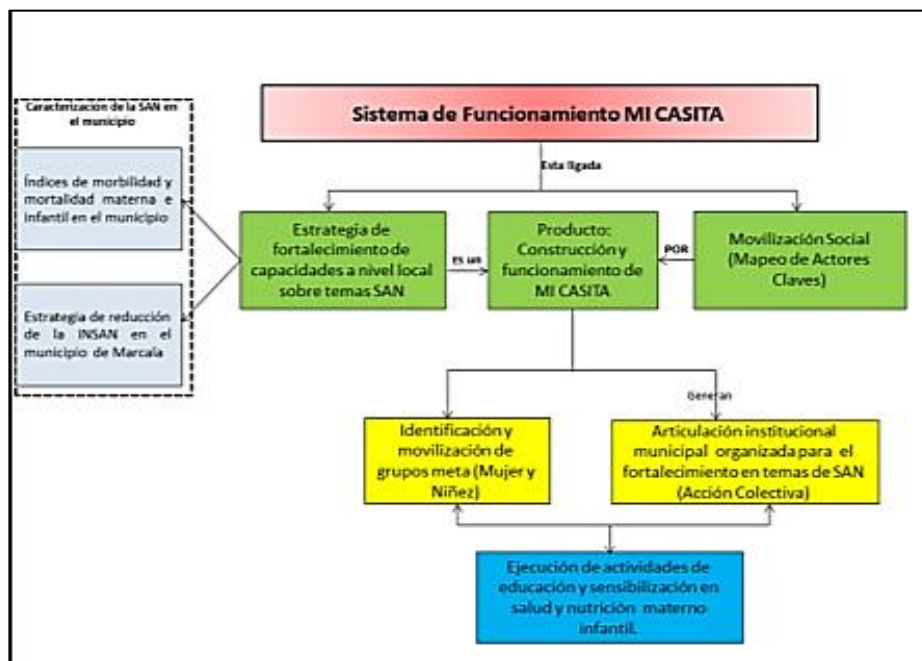 Caracterización de la SAN en
el municipio
Sistema de Funcionamiento MI CASITA
Esta ligada
Índices de morbilidad y
mortalidad materna e
infantil en el municipio
Estrategia de
fortalecimiento de
capacidades a nivel local
sobre temas SAN
Es un
Producto:
Construcción y
funcionamiento de
MI CASITA
POR
Movilización Social
(Mapeo de Actores
Claves)
Estrategia de reducción
de la INSAN en el
municipio de Marcala
Generan
Identificación y
movilización de
grupos meta (Mujer y
Niñez)
Articulación institucional
municipal organizada para el
fortalecimiento en temas de SAN
(Acción Colectiva)
Ejecución de actividades de
educación y sensibilización en
salud y nutrición materno
infantil.